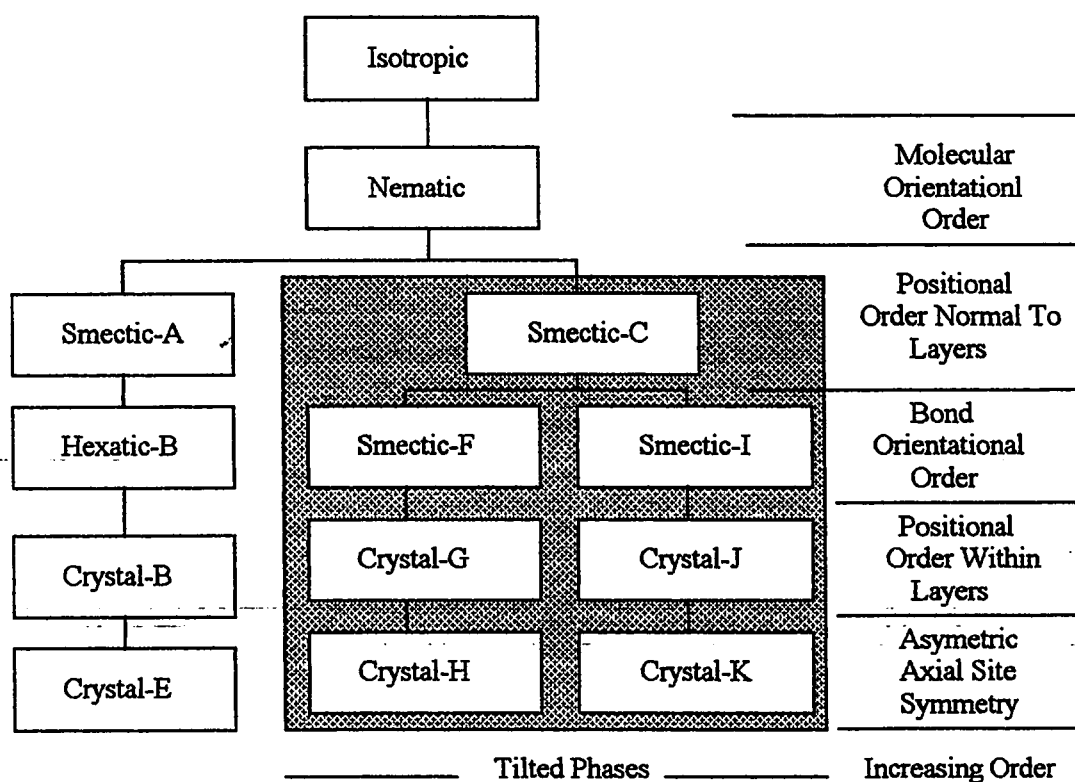 Isotropic
Nematic
Molecular
Orientationl
Order
Smectic-A
Smectic-C
Positional
Order Normal To
Layers
Hexatic-B
Smectic-F
Smectic-I
Bond
Orientational
Order
Crystal-B
Crystal-G
Crystal-J
Positional
Order Within
Layers
Crystal-E
Crystal-H
Crystal-K
Asymetric
Axial Site
Symmetry
Tilted Phases
Increasing Order